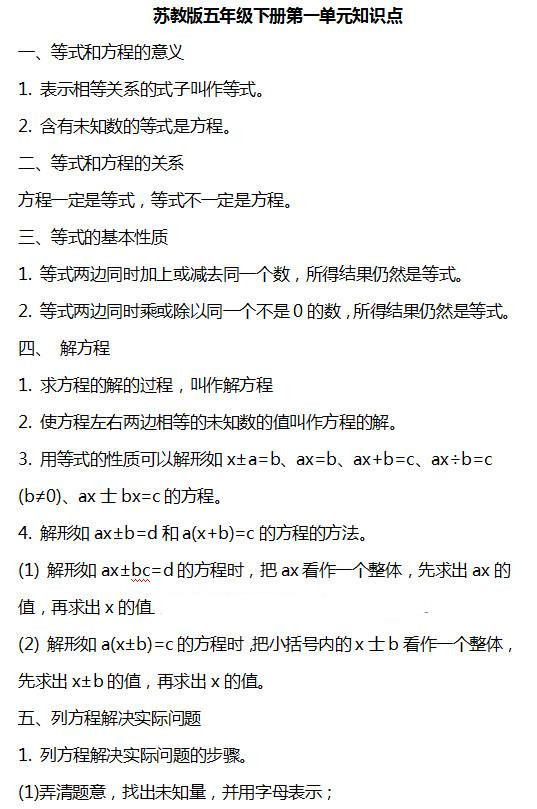 苏教版五年级下册第一单元知识点
一、等式和方程的意义
1. 表示相等关系的式子叫作等式。
2. 含有未知数的等式是方程。
二、等式和方程的关系
方程一定是等式，等式不一定是方程。
三、等式的基本性质
1. 等式两边同时加上或减去同一个数，所得结果仍然是等式。
2. 等式两边同时乘或除以同一个不是0的数，所得结果仍然是等式。
四、 解方程
1. 求方程的解的过程，叫作解方程
2. 使方程左右两边相等的未知数的值叫作方程的解。
3. 用等式的性质可以解形如 x±a=b、ax=b、ax+b=c、ax÷b=c
(b≠0)、ax 士 bx=c 的方程。
4. 解形如 ax±b=d 和 a(x+b)=c 的方程的方法。
(1) 解形如 ax±bc=d 的方程时，把 ax 看作一个整体，先求出 ax 的
值，再求出 x 的值
(2) 解形如 a(x±b)=c 的方程时,把小括号内的 x 士 b 看作一个整体，
先求出 x±b 的值，再求出 x 的值。
五、列方程解决实际问题
1. 列方程解决实际问题的步骤。
(1)弄清题意，找出未知量，并用字母表示；